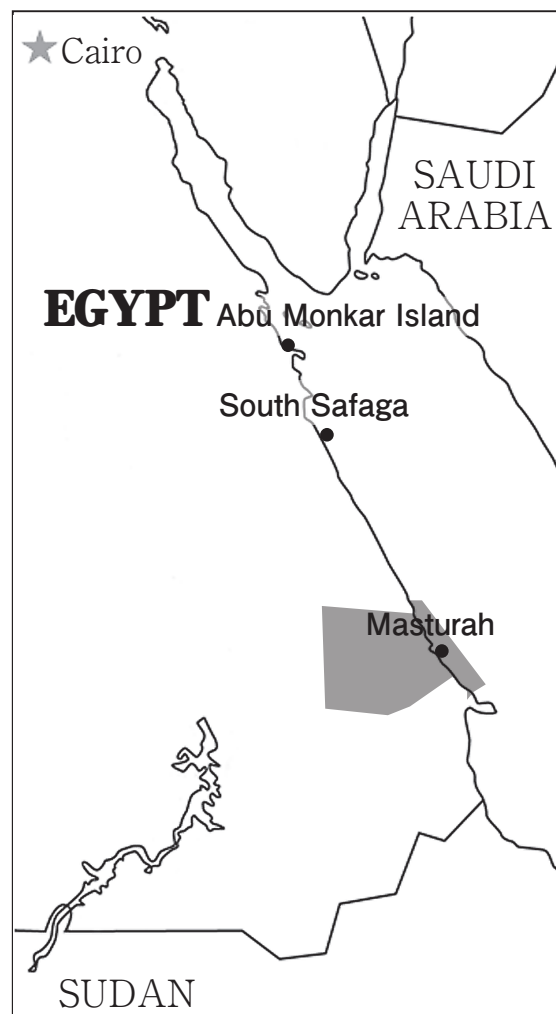 Cairo
SAUDI
ARABIA
EGYPT Abu Monkar Island
South Safaga
Masturah
SUDAN